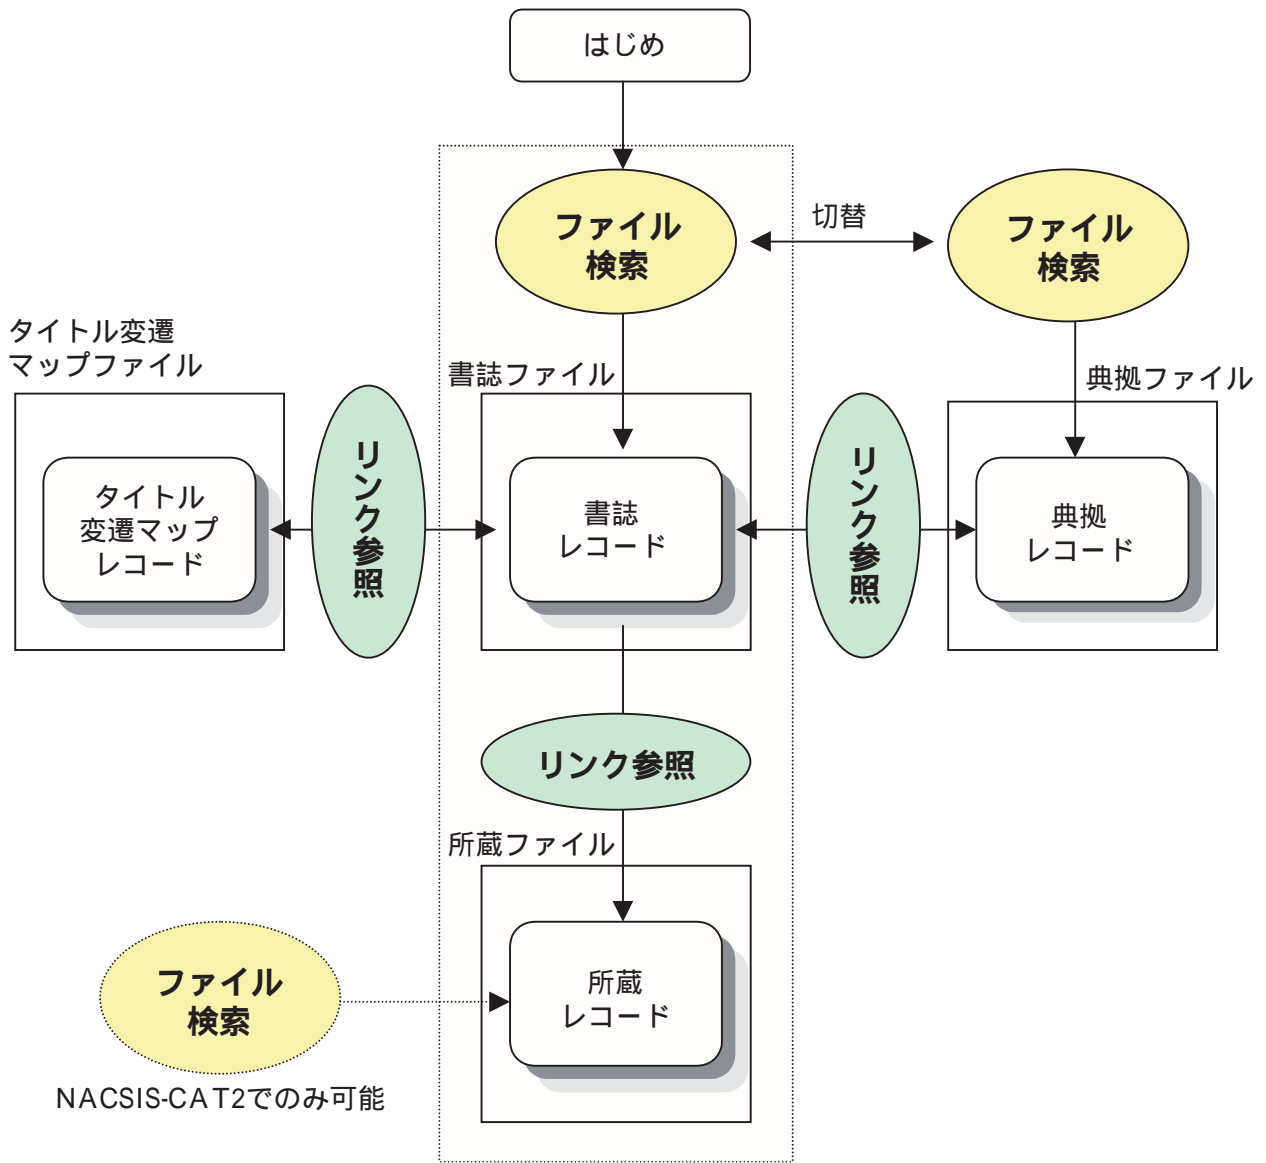 はじめ
ファイル
検索
切替
ファイル
検索
タイトル変遷
マップファイル
書誌ファイル
典拠ファイル
タイトル
変遷マップ
レコード
リンク参照
書誌
レコード
リンク参照
典拠
レコード
リンク参照
所蔵ファイル
ファイル
検索
所蔵
レコード
NACSIS-CAT2でのみ可能